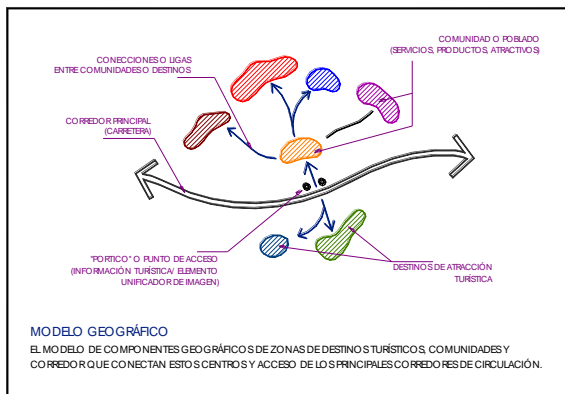 COMUNIDAD O POBLADO
(SERVICIOS, PRODUCTOS, ATRACTIVOS)
CONECCIONES O LIGAS
ENTRE COMUNIDADES O DESTINOS
CORREDOR PRINCIPAL
(CARRETERA)
"PORTICO" O PUNTO DE ACCESO
(INFORMACIÓN TURÍSTICA/ ELEMENTO
UNIFICADOR DE IMAGEN)
DESTINOS DE ATRACCIÓN
TURÍSTICA
MODELO GEOGRÁFICO
EL MODELO DE COMPONENTES GEOGRÁFICOS DE ZONAS DE DESTINOS TURÍSTICOS, COMUNIDADES Y
CORREDOR QUE CONECTAN ESTOS CENTROS Y ACCESO DE LOS PRINCIPALES CORREDORES DE CIRCULACIÓN.